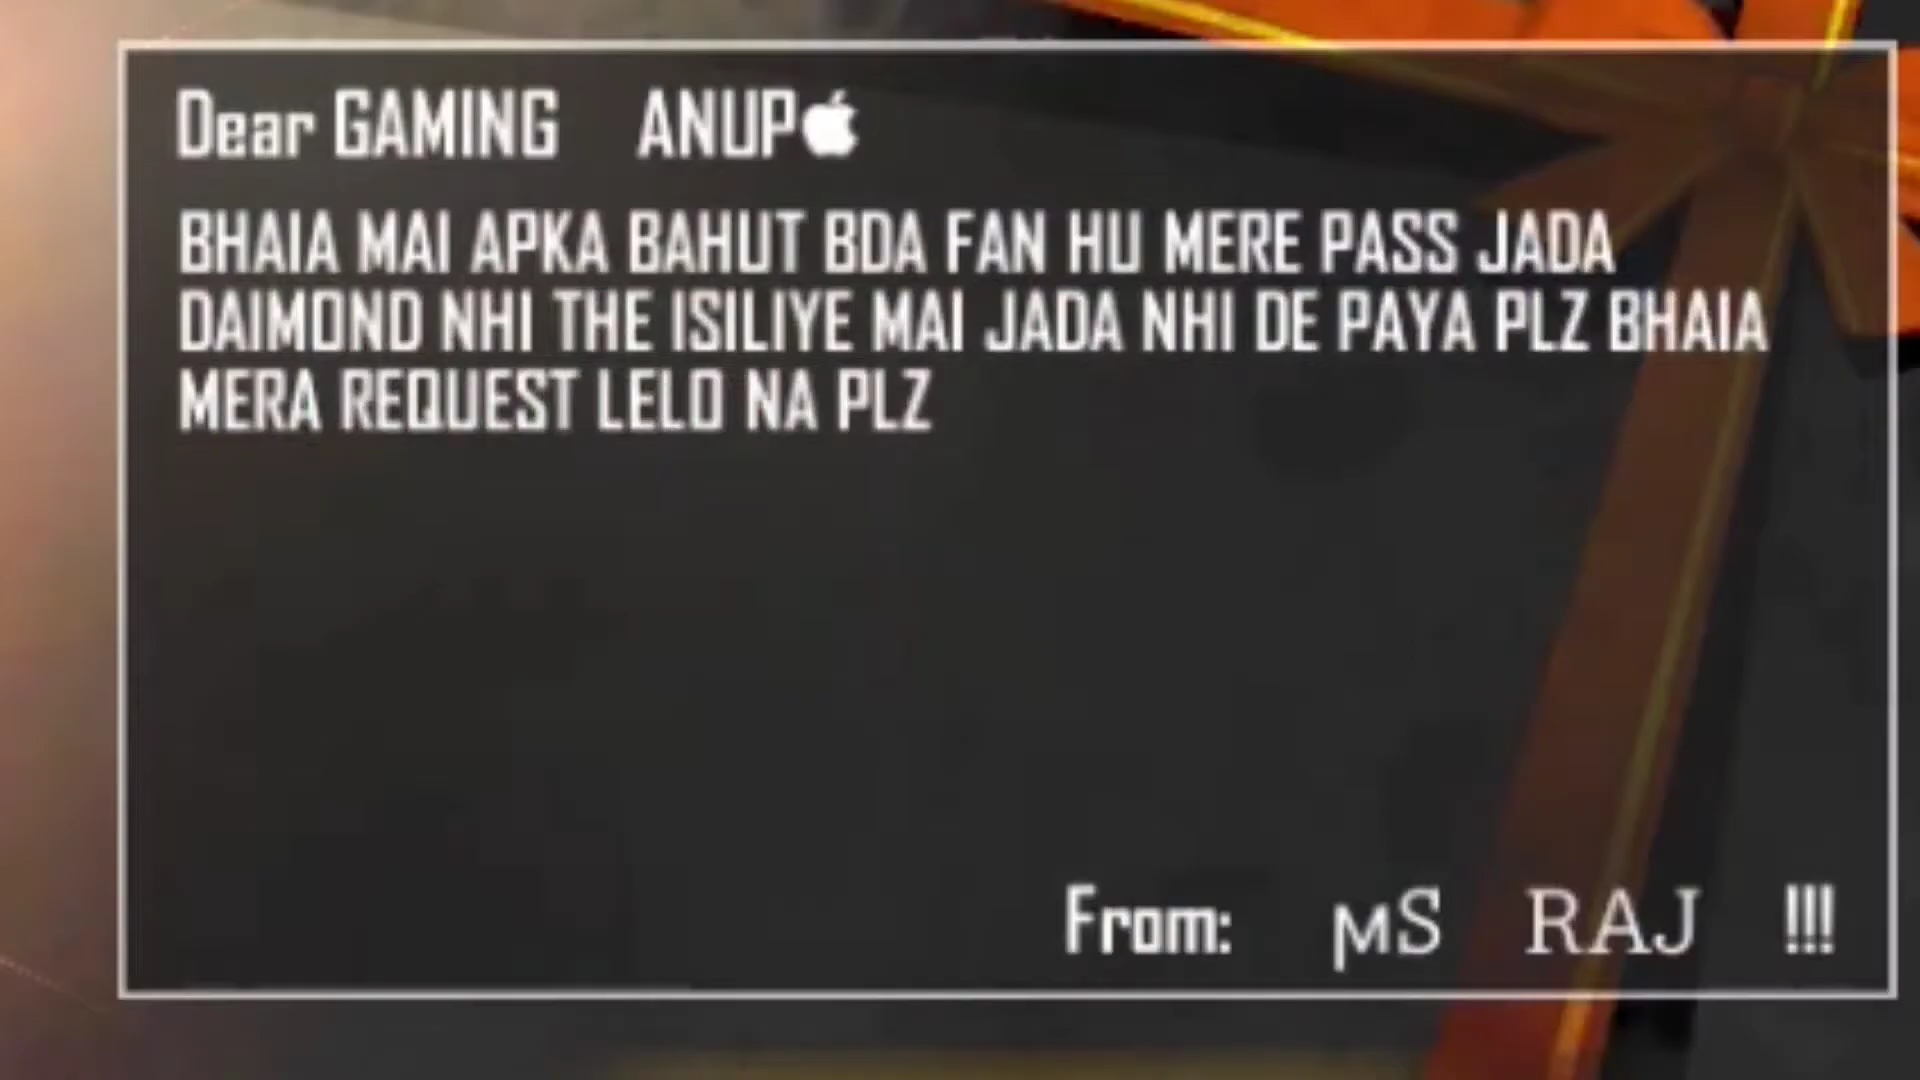 Dear GAMING ANUP
BHAIA MAI APKA BAHUT BDA FAN HU MERE PASS JADA
DAIMOND NHI THE ISILIYE MAI JADA NHI DE PAYA PLZ BHAIA
MERA REQUEST LELO NA PLZ
From: ϻS RAJ !!!